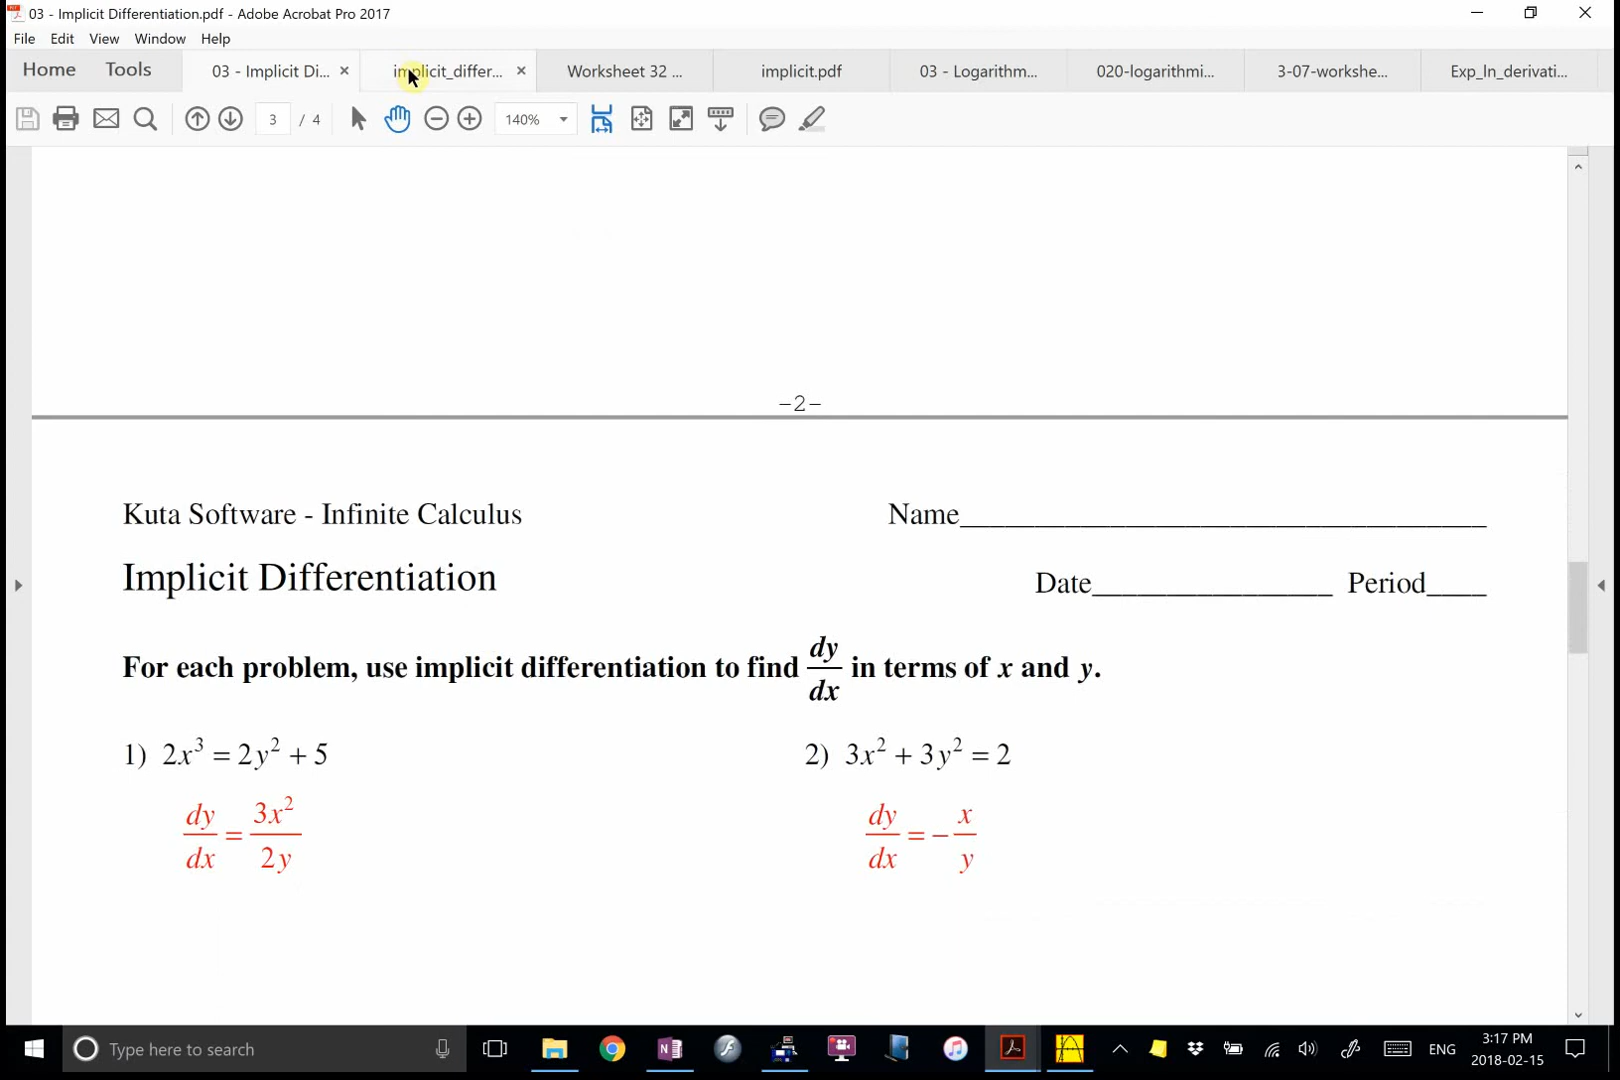 03 - Implicit Differentiation.pdf - Adobe Acrobat Pro 2017
File Edit View Window Help
Home Tools 03 - Implicit Di... × implicit_differ... × Worksheet 32 ... implicit.pdf 03 - Logarithm... 020-logarithmi... 3-07-workshe... Exp_ln_derivati...
3 / 4 140%
-2-
Kuta Software - Infinite Calculus Name___________________________________
Implicit Differentiation Date________________ Period____
For each problem, use implicit differentiation to find dy/dx in terms of x and y.
1) 2x³ = 2y² + 5 2) 3x² + 3y² = 2
dy/dx = 3x²/2y dy/dx = −x/y
Type here to search ENG 3:17 PM
2018-02-15